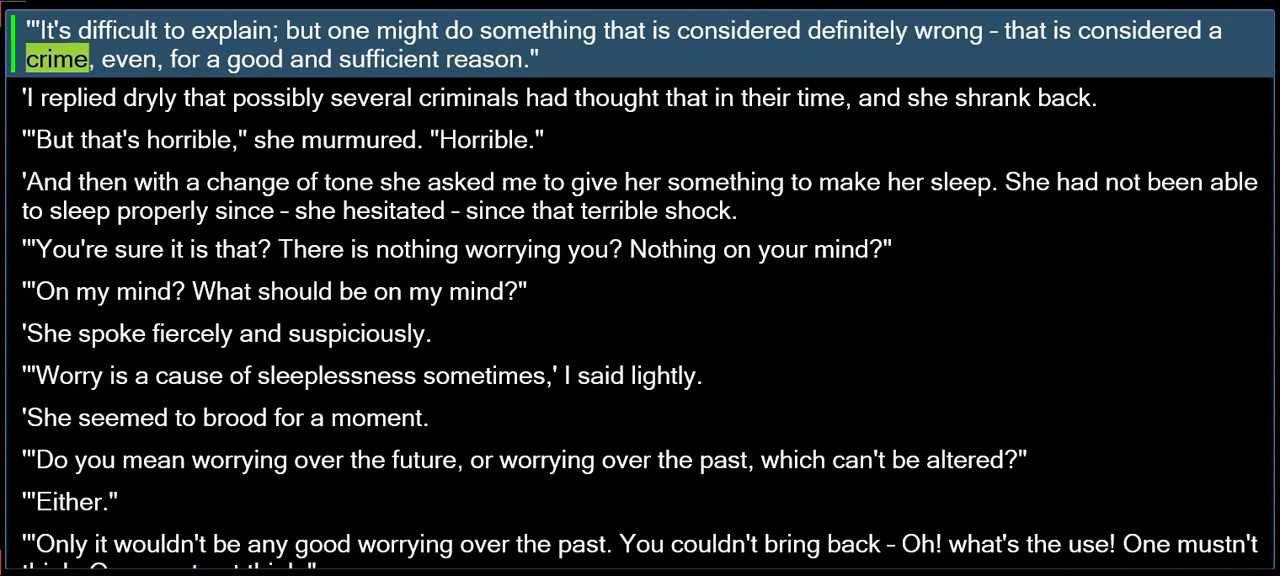 '"It's difficult to explain; but one might do something that is considered definitely wrong – that is considered a
crime, even, for a good and sufficient reason."
'I replied dryly that possibly several criminals had thought that in their time, and she shrank back.
'"But that's horrible," she murmured. "Horrible."
'And then with a change of tone she asked me to give her something to make her sleep. She had not been able
to sleep properly since – she hesitated – since that terrible shock.
'"You're sure it is that? There is nothing worrying you? Nothing on your mind?"
'"On my mind? What should be on my mind?"
'She spoke fiercely and suspiciously.
'"Worry is a cause of sleeplessness sometimes,' I said lightly.
'She seemed to brood for a moment.
'"Do you mean worrying over the future, or worrying over the past, which can't be altered?"
'"Either."
'"Only it wouldn't be any good worrying over the past. You couldn't bring back – Oh! what's the use! One mustn't